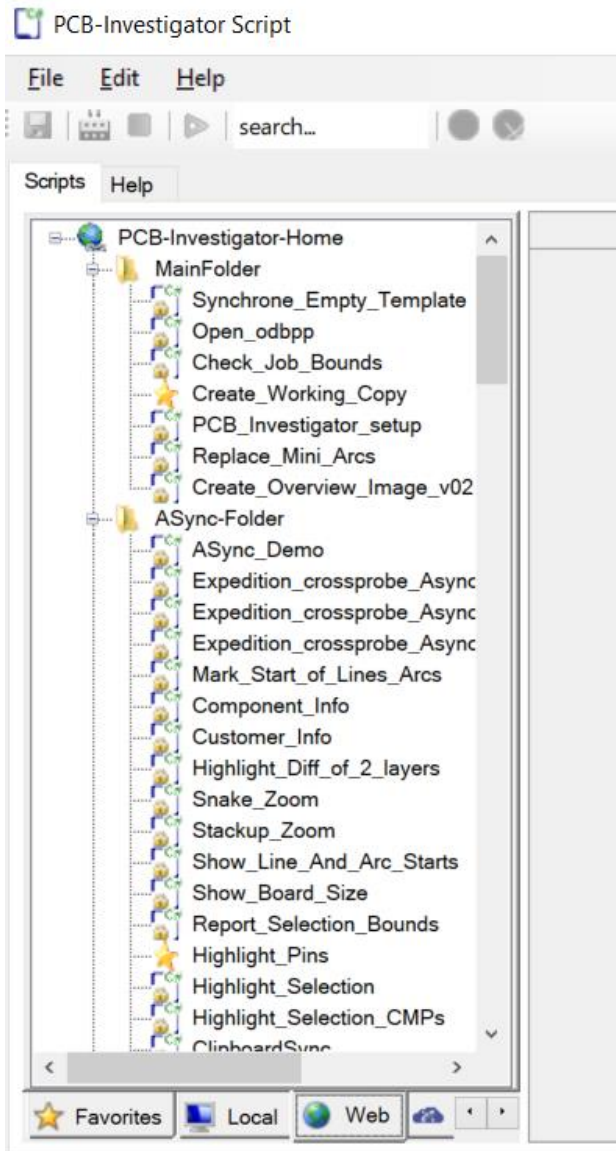 PCB-Investigator Script
File Edit Help
search...
Scripts Help
PCB-Investigator-Home
MainFolder
Synchrone_Empty_Template
Open_odbpp
Check_Job_Bounds
Create_Working_Copy
PCB_Investigator_setup
Replace_Mini_Arcs
Create_Overview_Image_v02
ASync-Folder
ASync_Demo
Expedition_crossprobe_Async
Expedition_crossprobe_Async
Expedition_crossprobe_Async
Mark_Start_of_Lines_Arcs
Component_Info
Customer_Info
Highlight_Diff_of_2_layers
Snake_Zoom
Stackup_Zoom
Show_Line_And_Arc_Starts
Show_Board_Size
Report_Selection_Bounds
Highlight_Pins
Highlight_Selection
Highlight_Selection_CMPs
ClipboardSync
Favorites Local Web